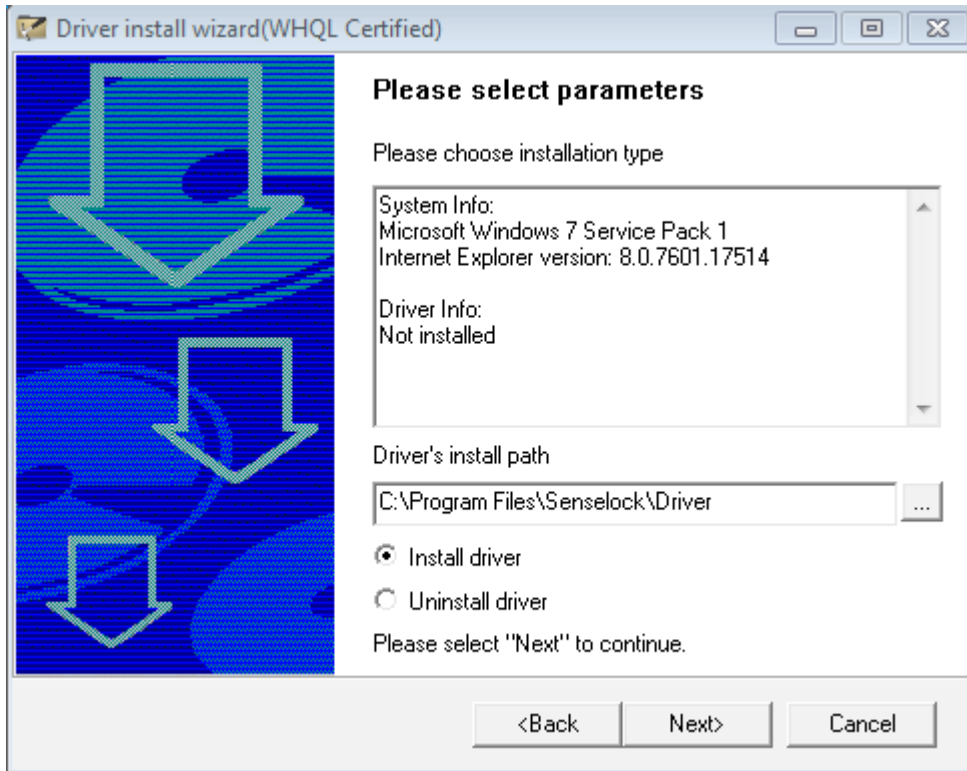 Driver install wizard(WHQL Certified)
Please select parameters
Please choose installation type
System Info:
Microsoft Windows 7 Service Pack 1
Internet Explorer version: 8.0.7601.17514
Driver Info:
Not installed
Driver's install path
C:\Program Files\Senselock\Driver
...
Install driver
Uninstall driver
Please select "Next" to continue.
<Back
Next>
Cancel